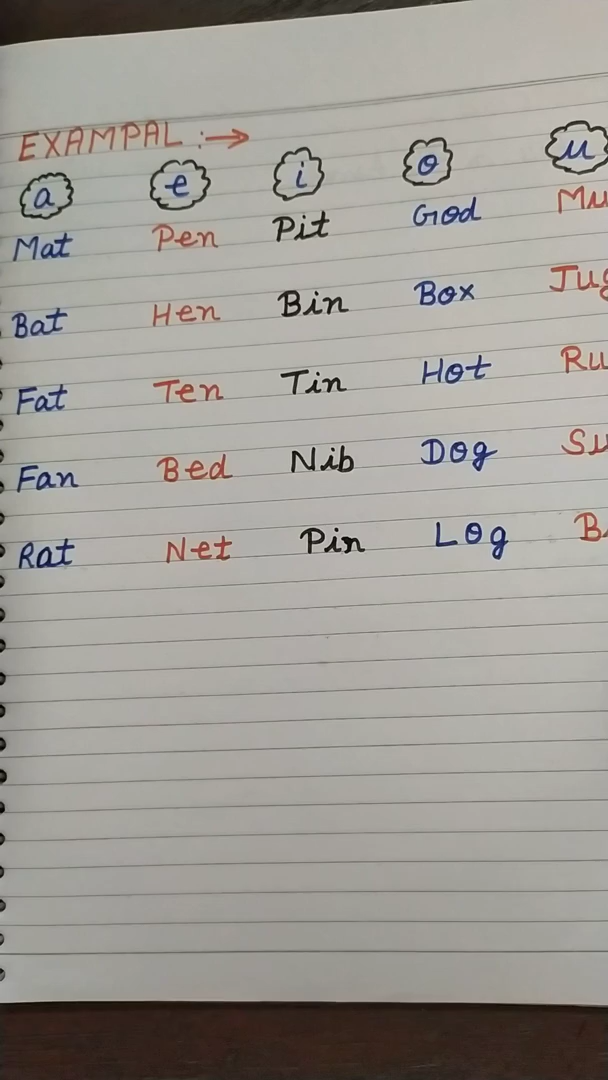 EXAMPAL :→
a e i o u
Mat Pen Pit God
Bat Hen Bin Box
Fat Ten Tin Hot
Fan Bed Nib Dog
Rat Net Pin Log